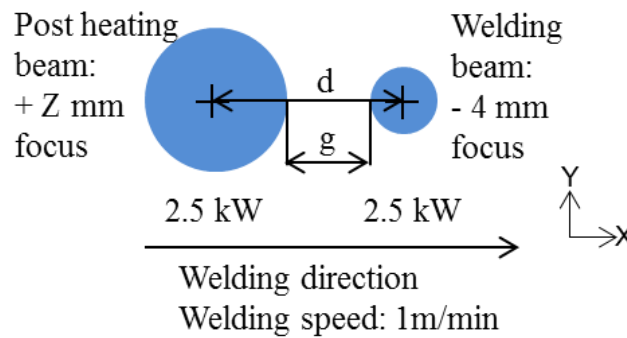 Post heating
beam:
+ Z mm
focus
d
g
Welding
beam:
- 4 mm
focus
2.5 kW
2.5 kW
Y
X
Welding direction
Welding speed: 1m/min